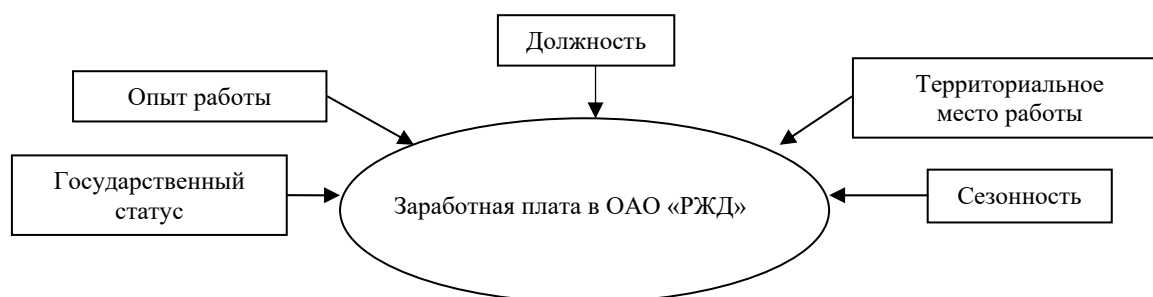 Должность
Опыт работы
Территориальное
место работы
Государственный
статус
Заработная плата в ОАО «РЖД»
Сезонность